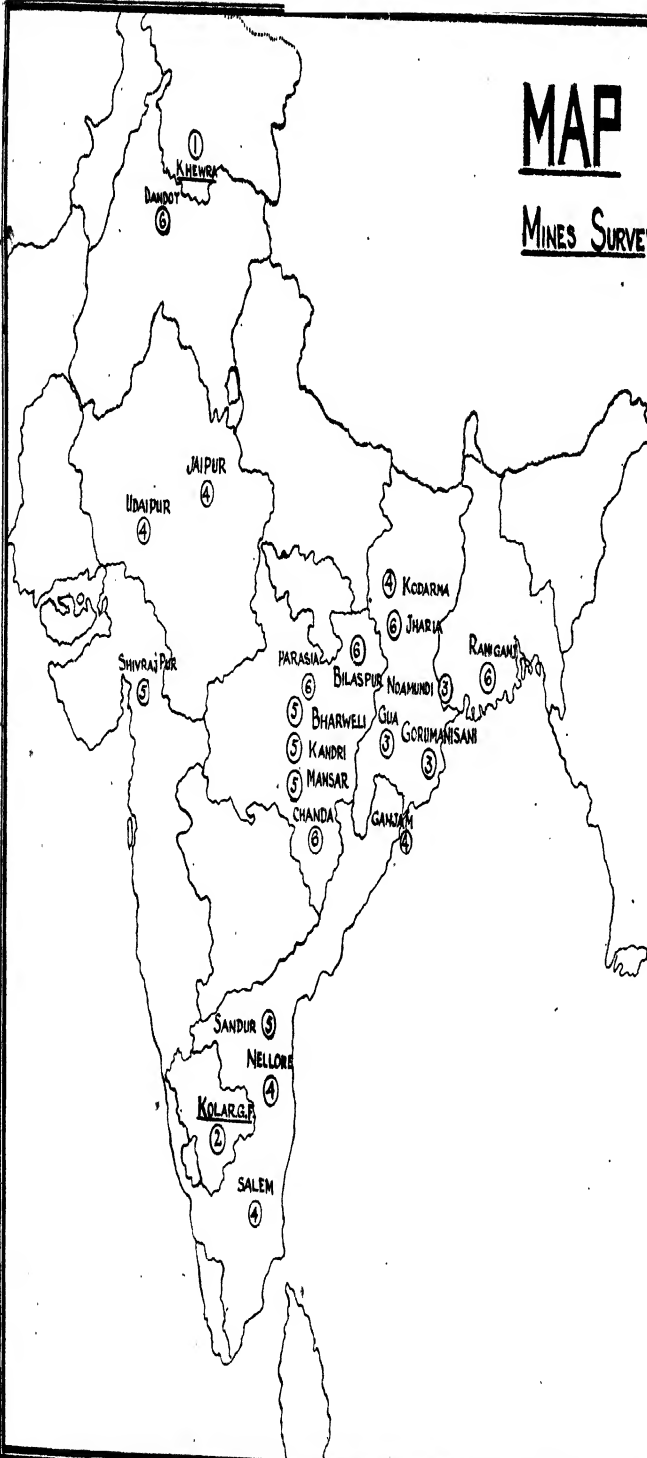 MAP
MINES SURVE
1
KHEWRA
DANDOT
6
JAIPUR
4
UDAIPUR
4
4 KODARMA
6 JHARIA
RANIGANJ
6
SHIVRAJPUR
5
PARASIA
6
6
BILASPUR
NOAMUNDI 3
5 BHARWELI
GUA
3
GORUMANISANI
3
5 KANDRI
5 MANSAR
CHANDA
6
GANJAM
4
SANDUR 5
NELLORE
4
KOLAR.G.F.
2
SALEM
4